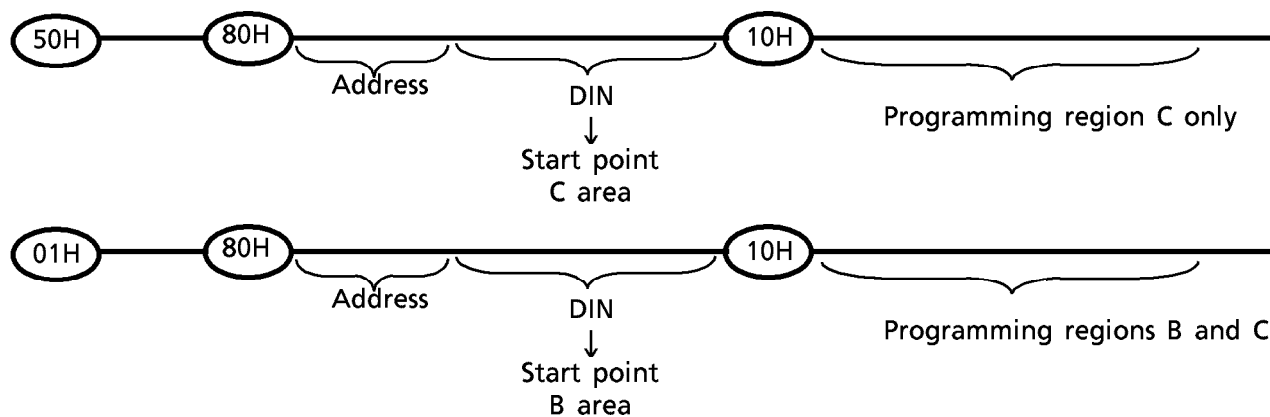 50H 80H 10H
Address DIN Programming region C only
Start point
C area
01H 80H 10H
Address DIN Programming regions B and C
Start point
B area